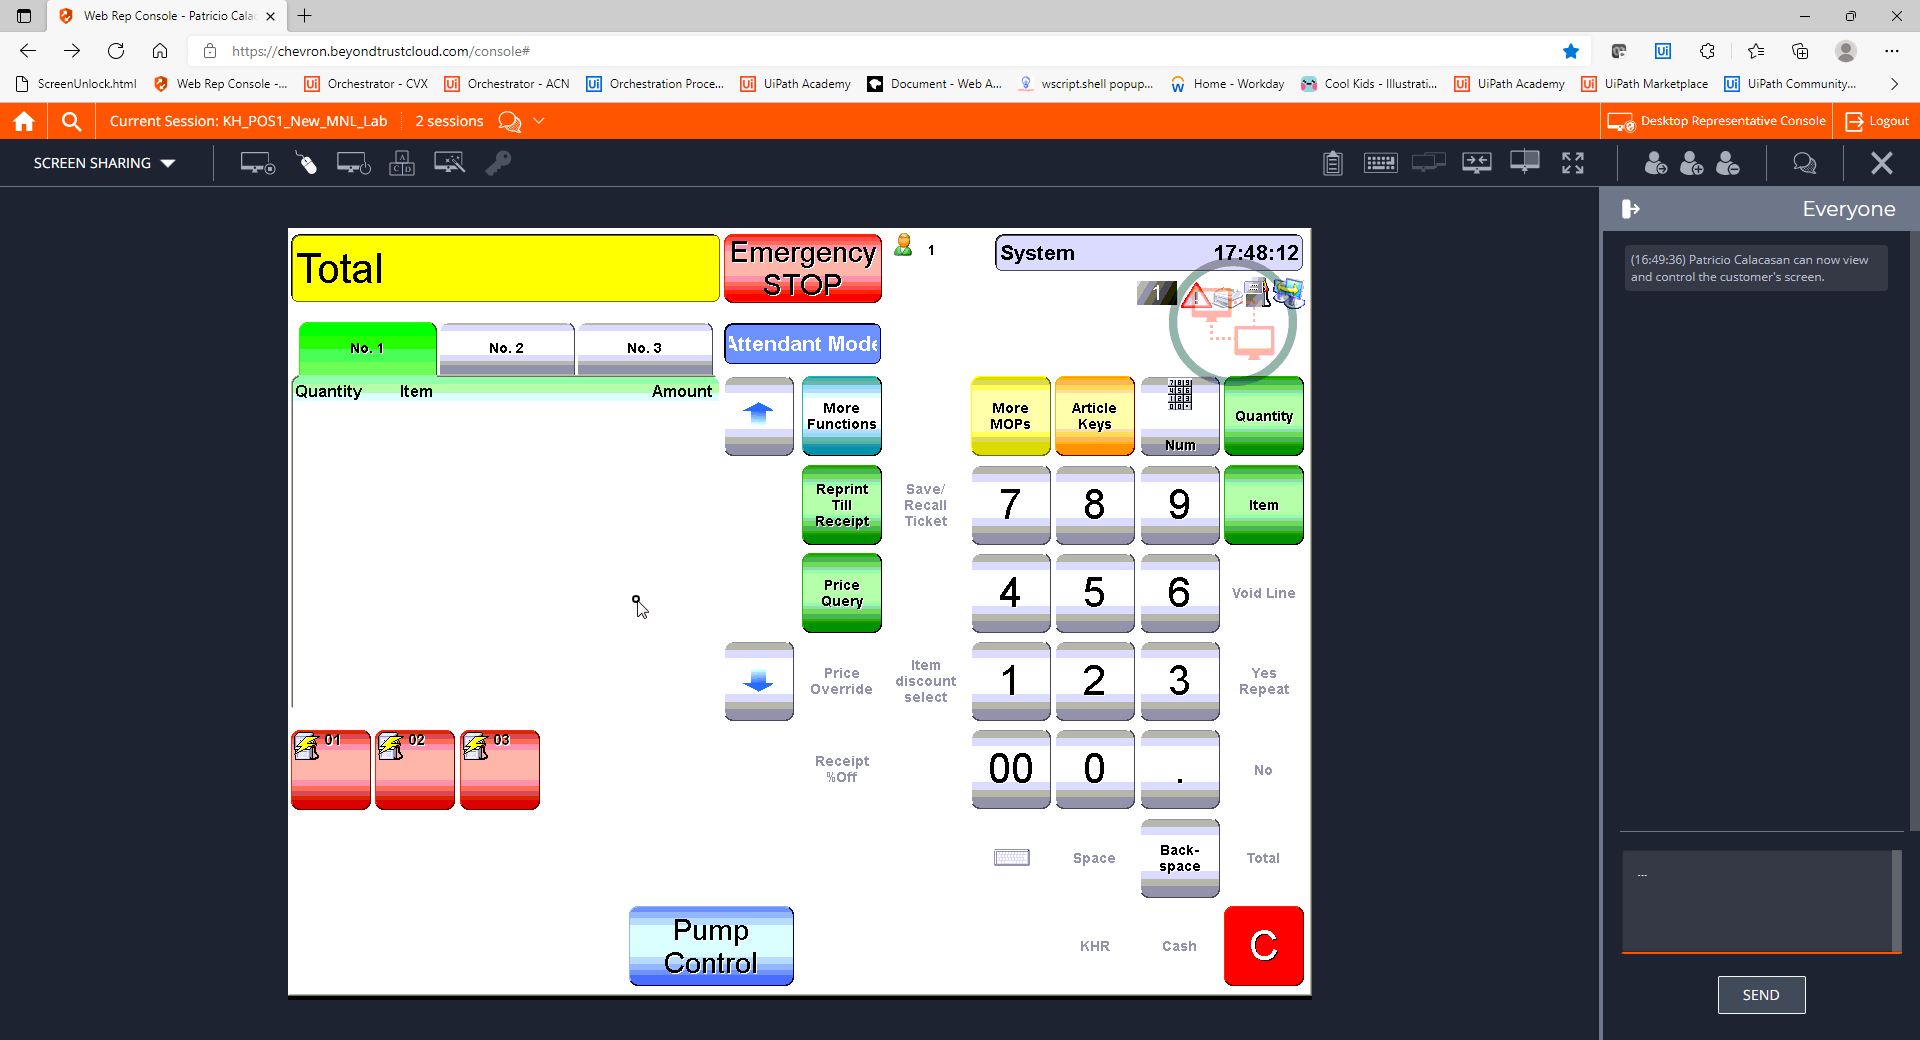 Web Rep Console - Patricio Cala
https://chevron.beyondtrustcloud.com/console#
ScreenUnlock.html
Web Rep Console -...
Orchestrator - CVX
Orchestrator - ACN
Orchestration Proce...
UiPath Academy
Document - Web A...
wscript.shell popup...
Home - Workday
Cool Kids - Illustrati...
UiPath Academy
UiPath Marketplace
UiPath Community...
Current Session: KH_POS1_New_MNL_Lab
2 sessions
Desktop Representative Console
Logout
SCREEN SHARING
Everyone
(16:49:36) Patricio Calacasan can now view
and control the customer's screen.
Total
Emergency
STOP
1
System
17:48:12
1
No. 1
No. 2
No. 3
Attendant Mode
Quantity
Item
Amount
More
Functions
More
MOPs
Article
Keys
Num
Quantity
Reprint
Till
Receipt
Save/
Recall
Ticket
7
8
9
Item
Price
Query
4
5
6
Void Line
Price
Override
Item
discount
select
1
2
3
Yes
Repeat
01
02
03
Receipt
%Off
00
0
.
No
Space
Back-
space
Total
Pump
Control
KHR
Cash
C
...
SEND